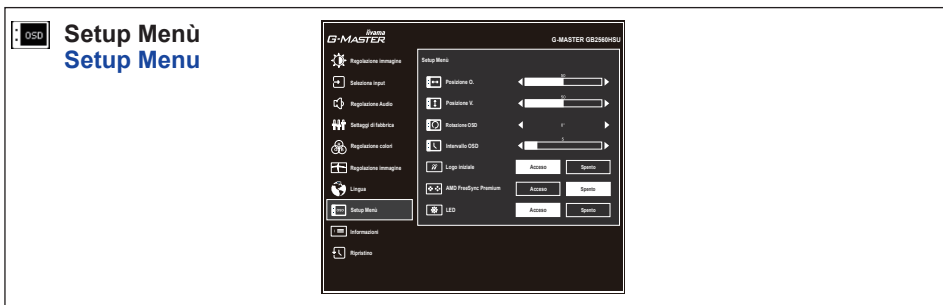 OSD
Setup Menù
Setup Menu
iiyama
G-MASTER
G-MASTER GB2560HSU
Regolazione immagine
Seleziona input
Regolazione Audio
Settaggi di fabbrica
Regolazione colori
Regolazione immagine
Lingua
OSD
Setup Menù
Informazioni
Ripristino
Setup Menù
Posizione O.
50
Posizione V.
50
Rotazione OSD
0°
Intervallo OSD
5
Logo iniziale
Acceso
Spento
AMD FreeSync Premium
Acceso
Spento
LED
Acceso
Spento